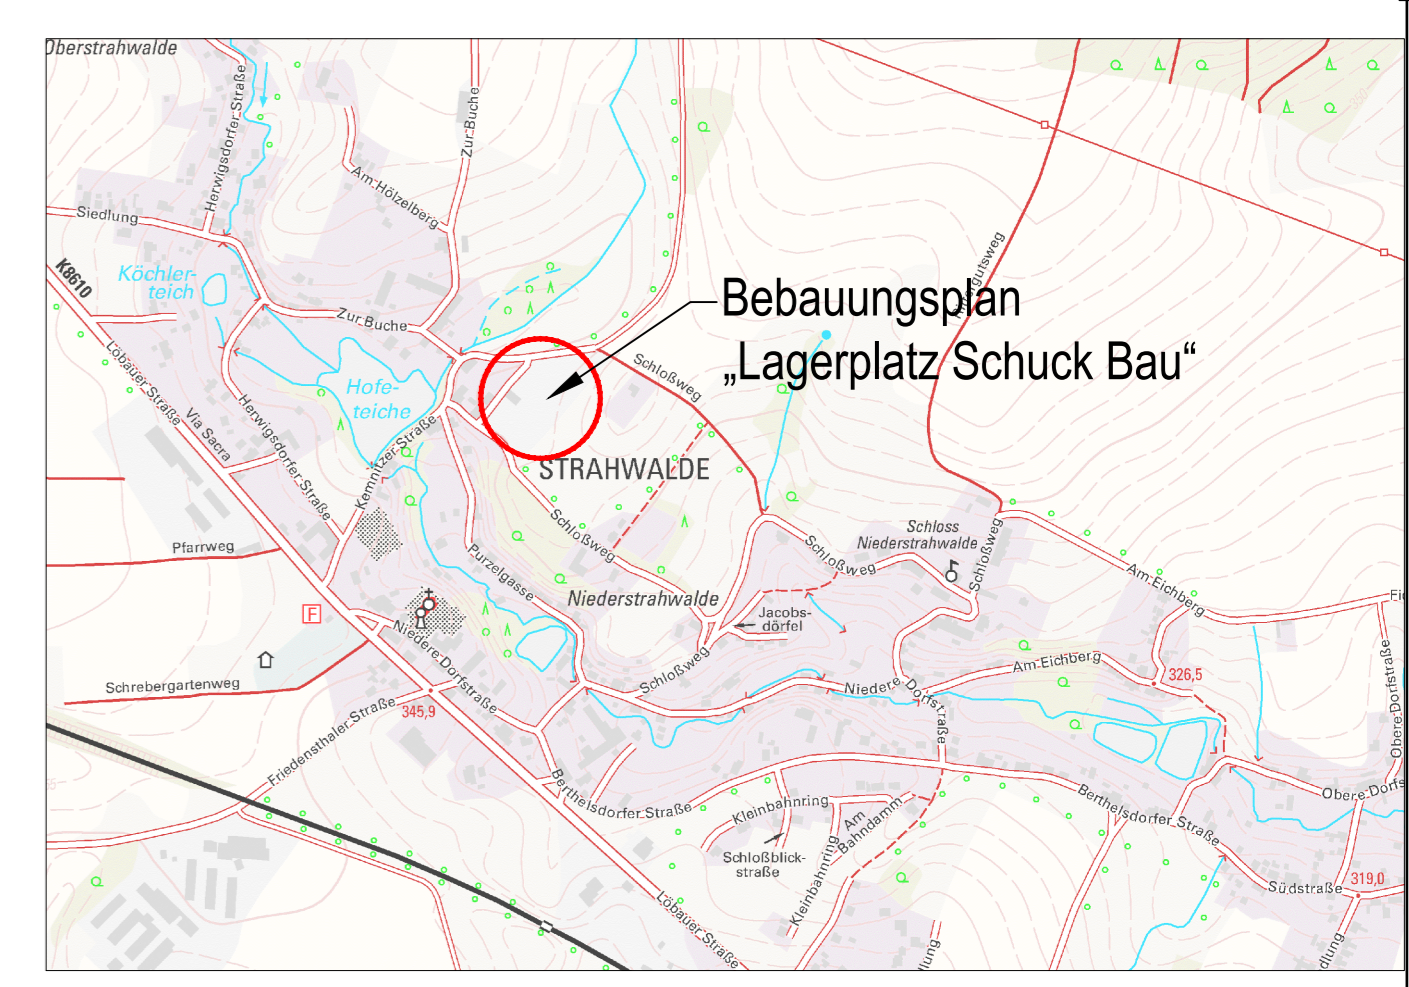 Oberstrahwalde
Herwigsdorfer Straße
Zur Buche
Am Hölzelberg
Siedlung
K8610
Köchler-
teich
Zur Buche
Löbauer Straße
Via Sacra
Herwigsdorfer Straße
Hofe-
teiche
Kemnitzer Straße
Schloßweg
Rittergutsweg
Bebauungsplan
„Lagerplatz Schuck Bau“
STRAHWALDE
Schloßweg
Pfarrweg
Purzelgasse
Niederstrahwalde
Schloßweg
Schloss
Niederstrahwalde
Schloßweg
Am Eichberg
Jacobs-
dörfel
F
Niedere Dorfstraße
Schrebergartenweg
Schloßweg
Niedere Dorfstraße
Am Eichberg
326,5
345,9
Friedensthaler Straße
Obere Dorfstraße
Berthelsdorfer Straße
Kleinbahnring
Am
Bahndamm
Berthelsdorfer Straße
Obere Dorfs
Schloßblick-
straße
Kleinbahnring
Löbauer Straße
Südstraße
319,0
dlung
lung